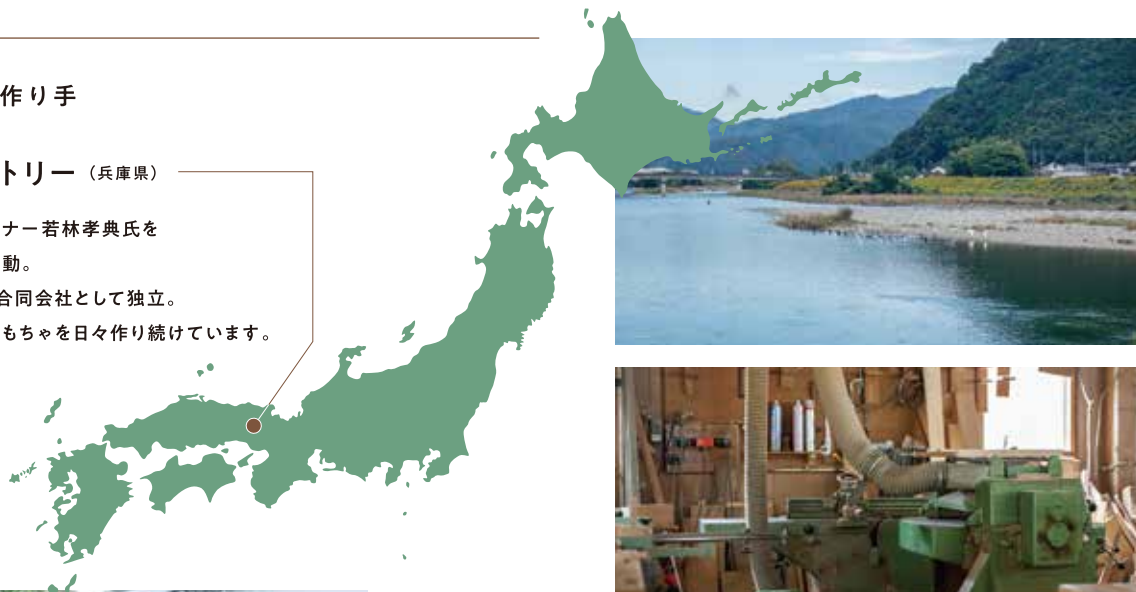 作り手
トリー（兵庫県）
ナー若林孝典氏を
動。
合同会社として独立。
もちゃを日々作り続けています。